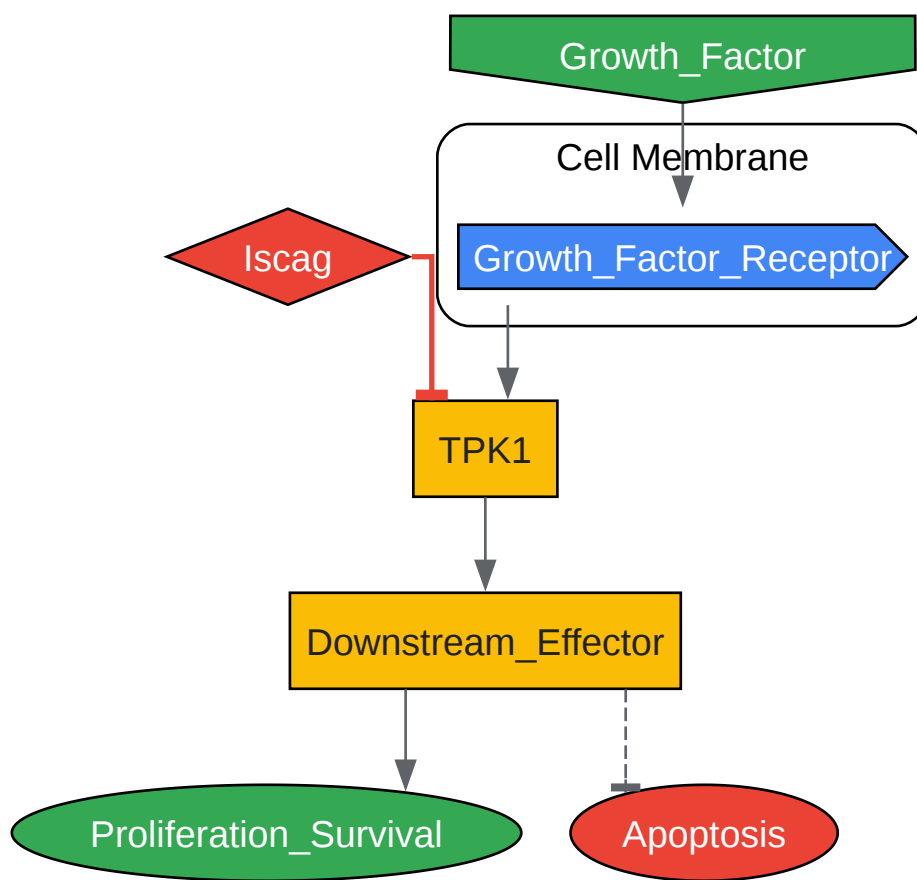 Growth_Factor
Cell Membrane
Iscag
Growth_Factor_Receptor
TPK1
Downstream_Effector
Proliferation_Survival
Apoptosis